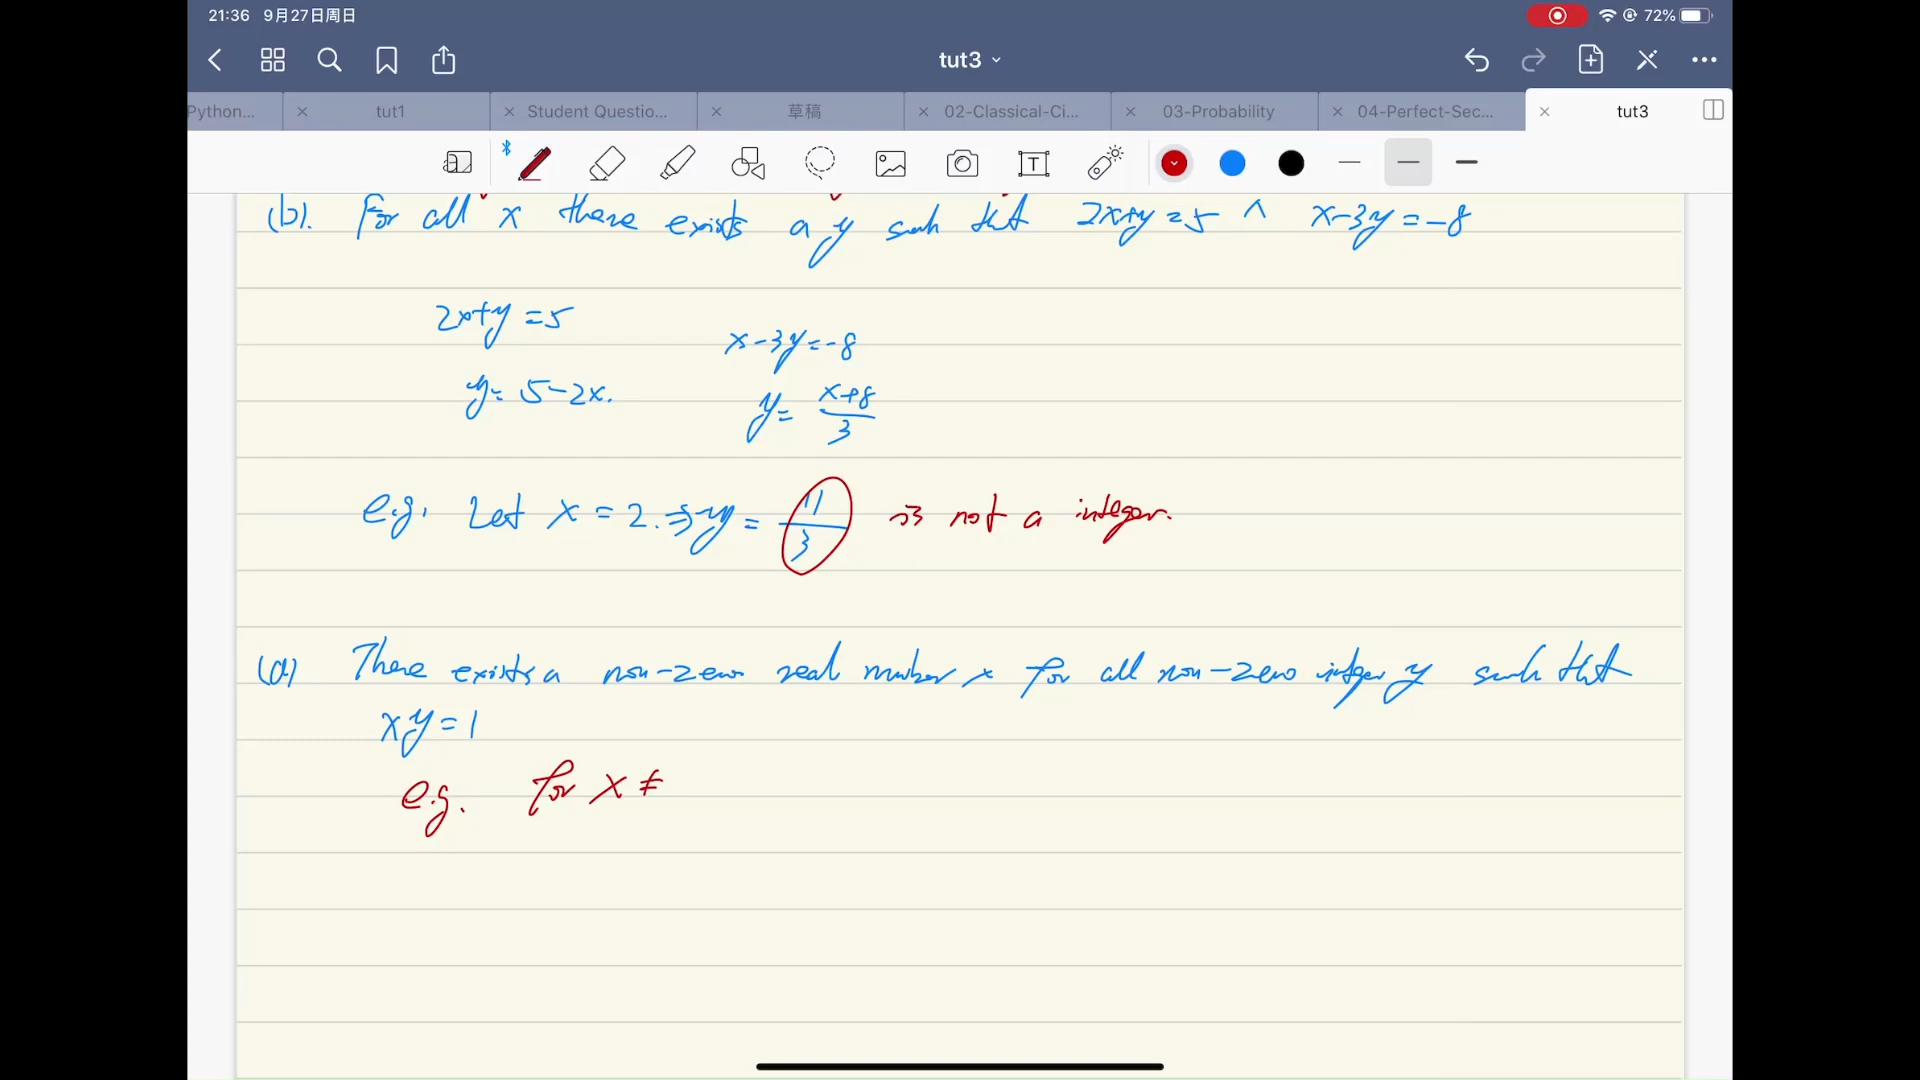 21:36 9月27日周日
72%
tut3
Python...
tut1
Student Questio...
草稿
02-Classical-Ci...
03-Probability
04-Perfect-Sec...
tut3
(b). For all x there exists a y such tht 2x+y=5 ∧ x-3y=-8
2x+y=5
x-3y=-8
y= 5-2x.
y= x+8/3
e.g. Let x=2. ⇒ y= 11/3 is not a integer.
(d) There exists a non-zero real number x for all non-zero integer y such tht
xy=1
e.g. for x ≠